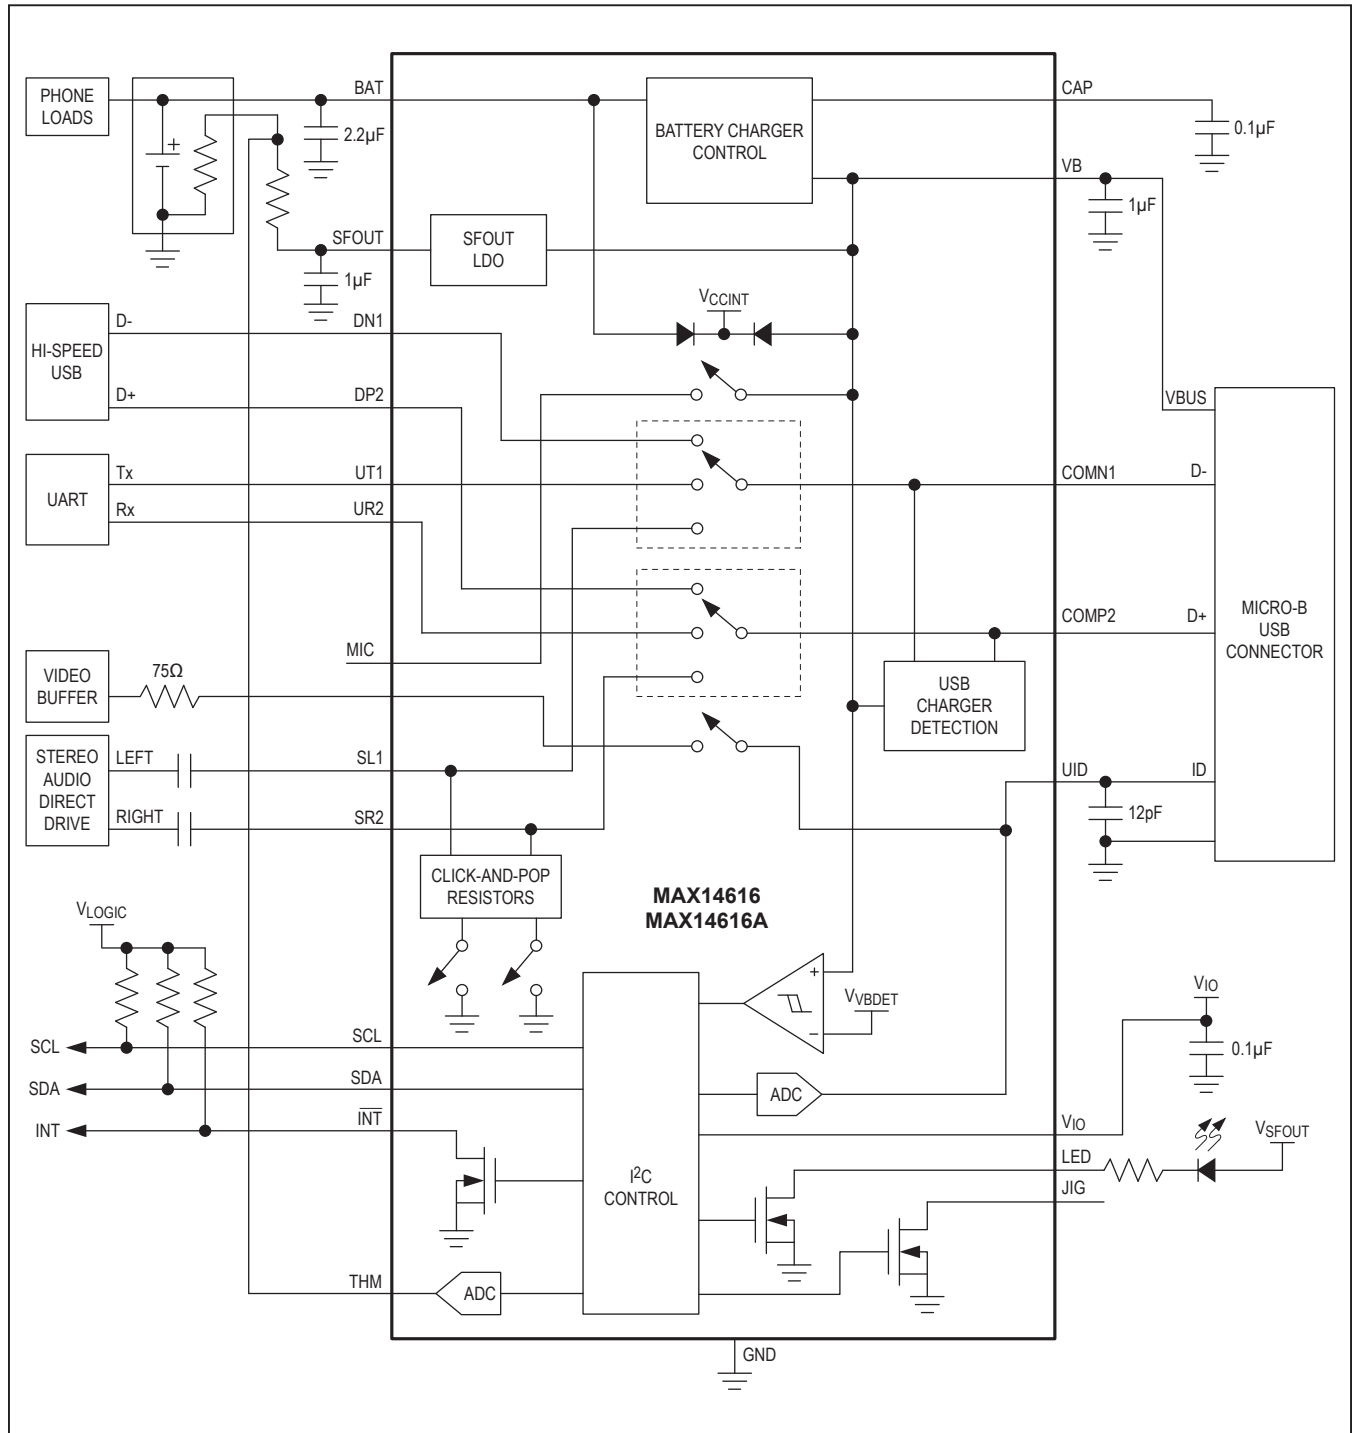 PHONE
LOADS
BAT
2.2µF
BATTERY CHARGER
CONTROL
CAP
0.1µF
VB
1µF
+
SFOUT
1µF
SFOUT
LDO
VCCINT
HI-SPEED
USB
D-
D+
DN1
DP2
VBUS
UART
Tx
Rx
UT1
UR2
COMN1
D-
COMP2
D+
MICRO-B
USB
CONNECTOR
MIC
VIDEO
BUFFER
75Ω
USB
CHARGER
DETECTION
STEREO
AUDIO
DIRECT
DRIVE
LEFT
RIGHT
SL1
SR2
UID
ID
12pF
CLICK-AND-POP
RESISTORS
MAX14616
MAX14616A
VLOGIC
+
−
VVBDET
VIO
0.1µF
SCL
SCL
SDA
SDA
INT
INT
ADC
VIO
LED
VSFOUT
JIG
I2C
CONTROL
THM
ADC
GND